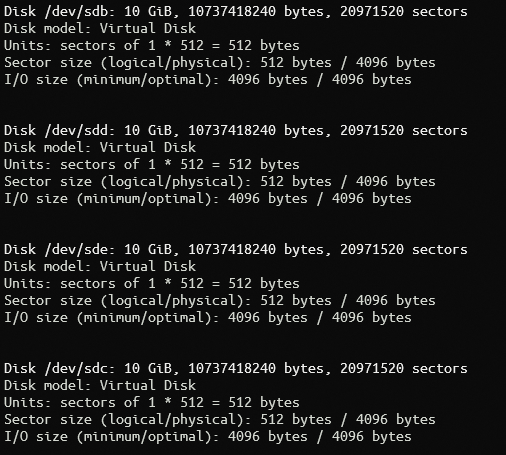 Disk /dev/sdb: 10 GiB, 10737418240 bytes, 20971520 sectors
Disk model: Virtual Disk
Units: sectors of 1 * 512 = 512 bytes
Sector size (logical/physical): 512 bytes / 4096 bytes
I/O size (minimum/optimal): 4096 bytes / 4096 bytes
Disk /dev/sdd: 10 GiB, 10737418240 bytes, 20971520 sectors
Disk model: Virtual Disk
Units: sectors of 1 * 512 = 512 bytes
Sector size (logical/physical): 512 bytes / 4096 bytes
I/O size (minimum/optimal): 4096 bytes / 4096 bytes
Disk /dev/sde: 10 GiB, 10737418240 bytes, 20971520 sectors
Disk model: Virtual Disk
Units: sectors of 1 * 512 = 512 bytes
Sector size (logical/physical): 512 bytes / 4096 bytes
I/O size (minimum/optimal): 4096 bytes / 4096 bytes
Disk /dev/sdc: 10 GiB, 10737418240 bytes, 20971520 sectors
Disk model: Virtual Disk
Units: sectors of 1 * 512 = 512 bytes
Sector size (logical/physical): 512 bytes / 4096 bytes
I/O size (minimum/optimal): 4096 bytes / 4096 bytes